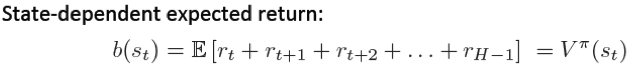 State-dependent expected return:
b(s_t) = 𝔼 [r_t + r_{t+1} + r_{t+2} + … + r_{H−1}] = V^π(s_t)